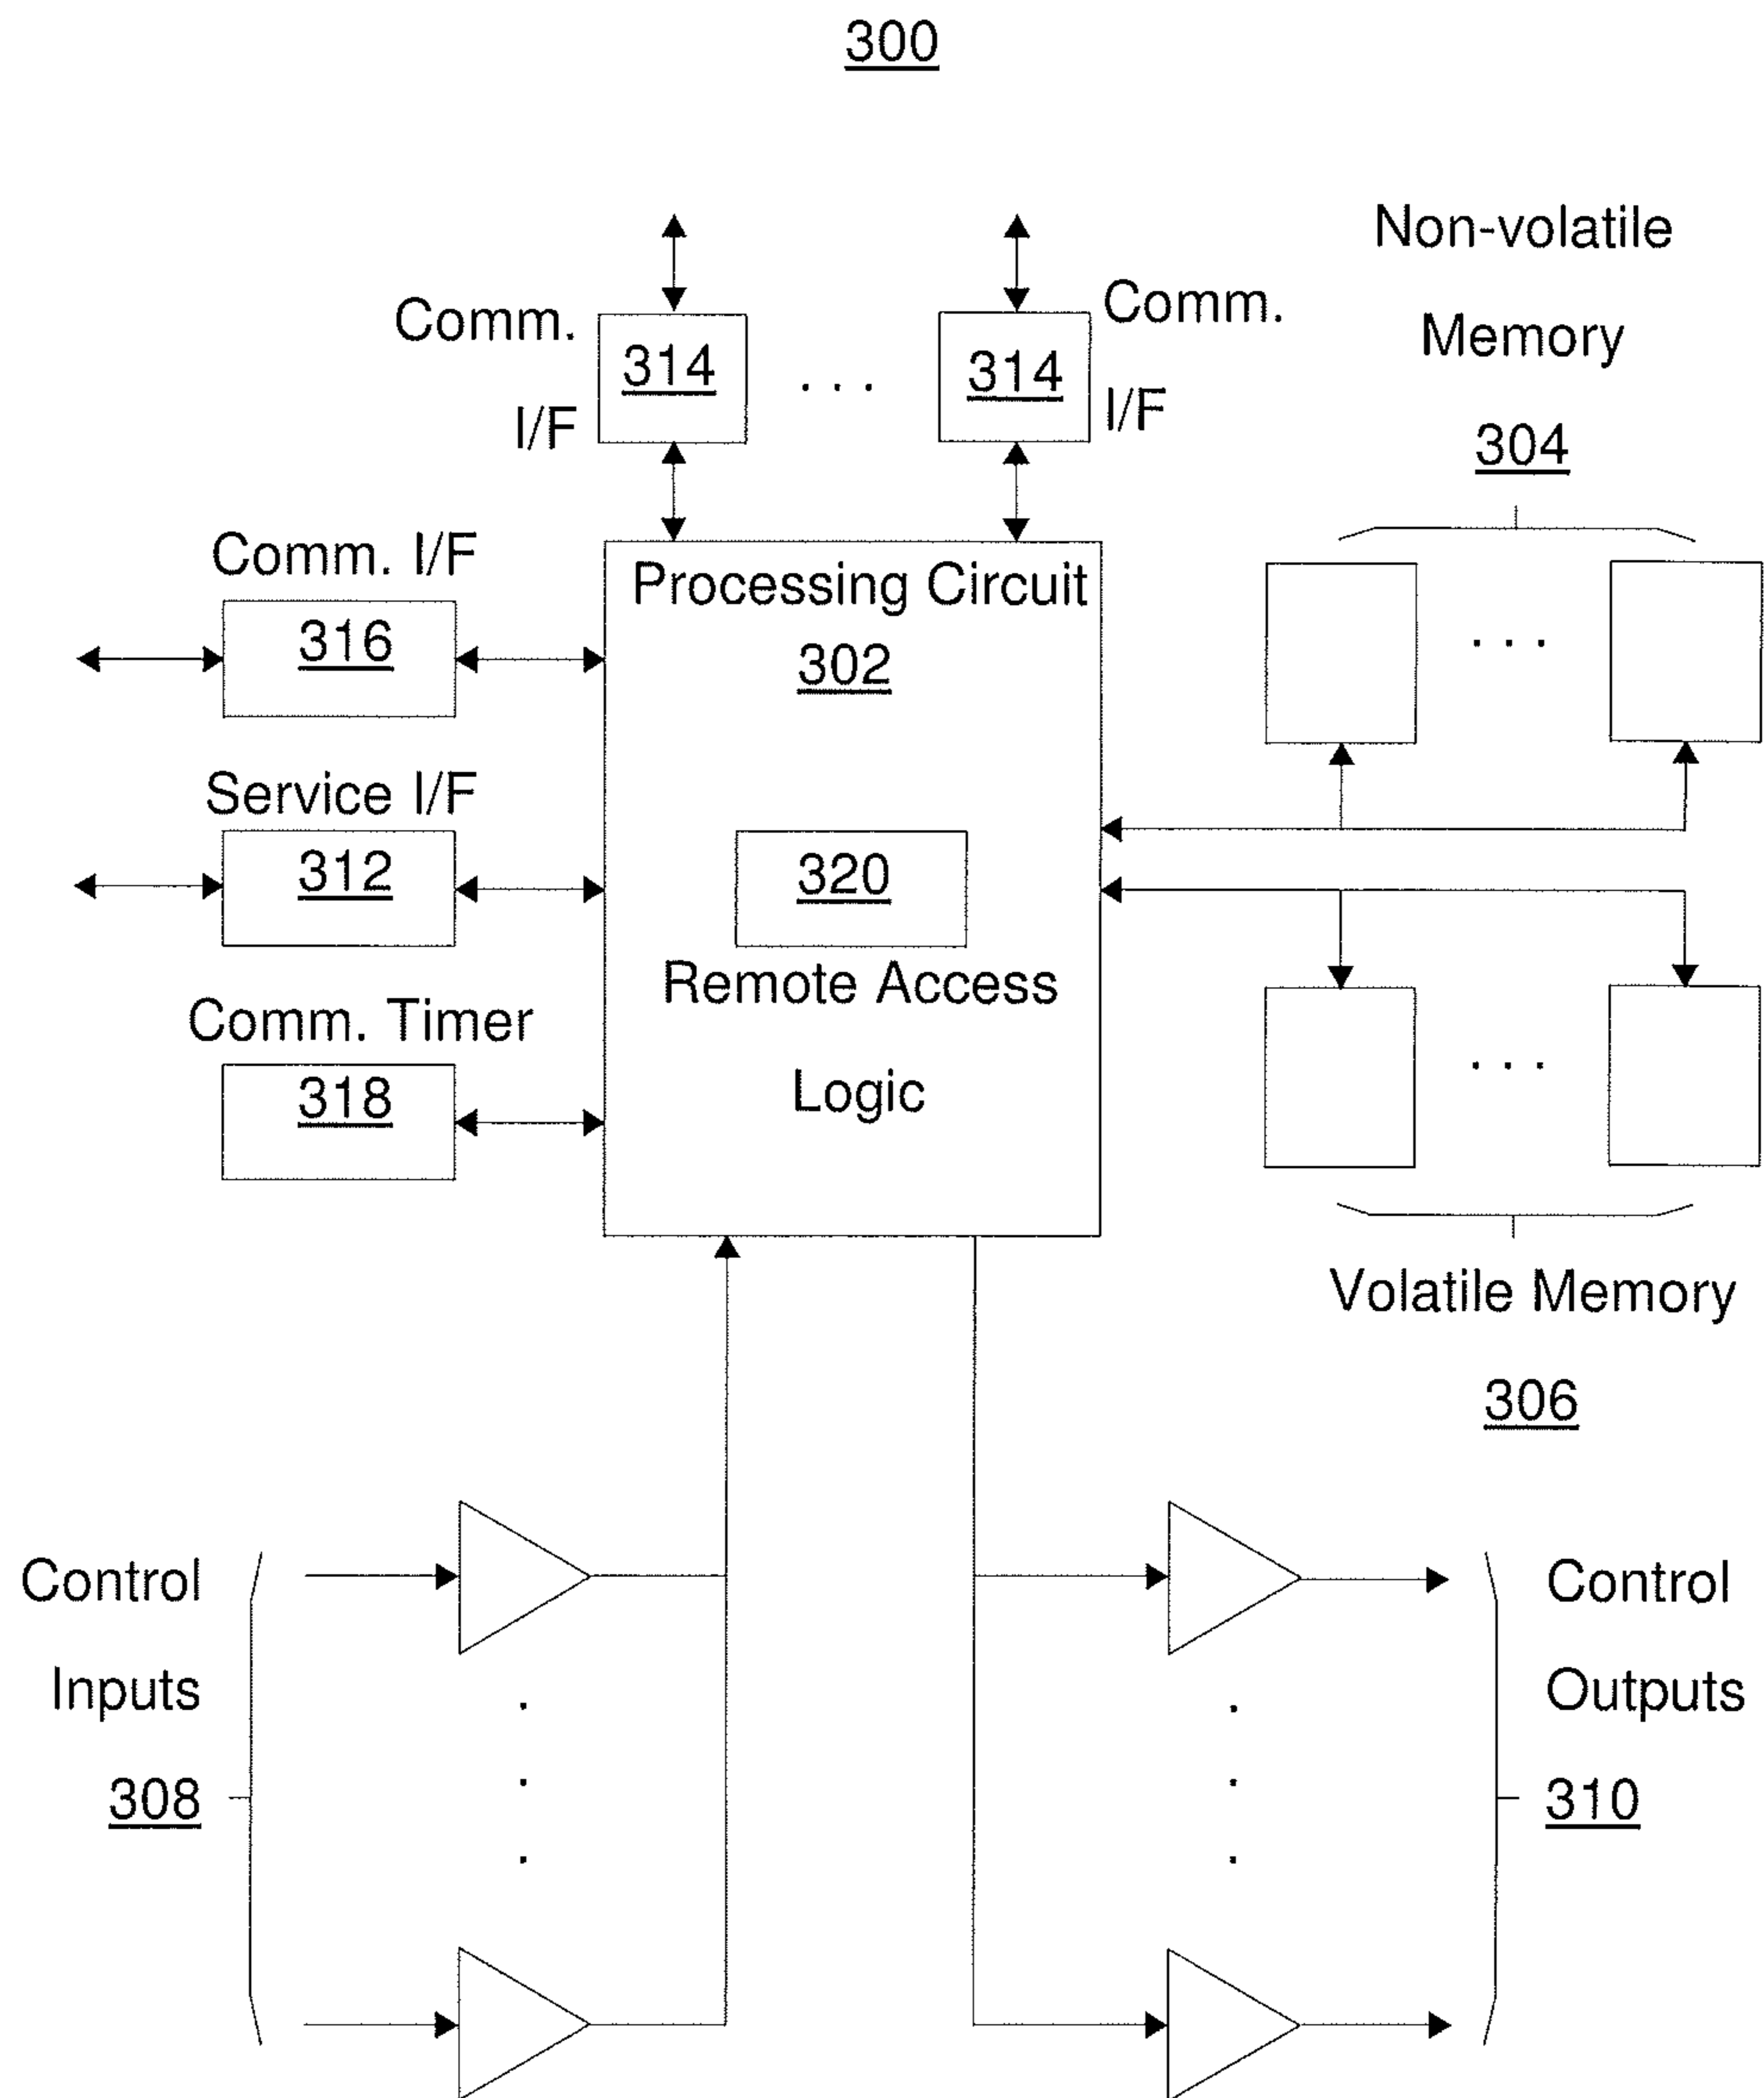 300
Non-volatile
Memory
304
Comm.
I/F
314
. . .
314
Comm.
I/F
Comm. I/F
316
Service I/F
312
Comm. Timer
318
Processing Circuit
302
320
Remote Access
Logic
. . .
. . .
Volatile Memory
306
Control
Inputs
308
Control
Outputs
310